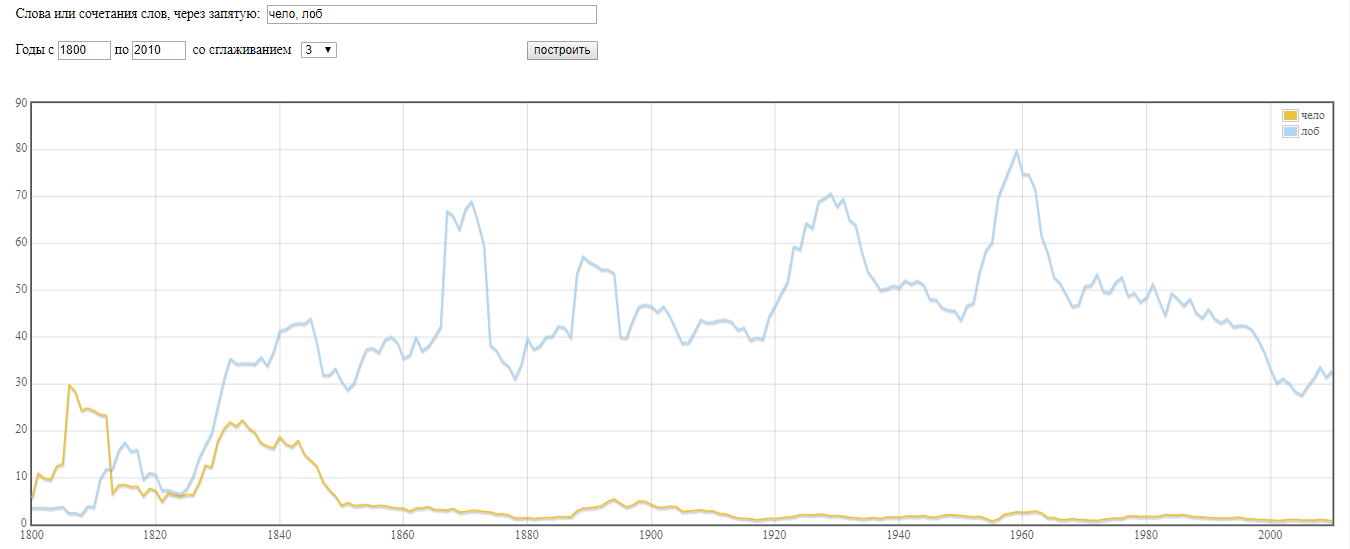 Слова или сочетания слов, через запятую: чело, лоб
Годы с 1800 по 2010 со сглаживанием 3 построить
90
80
70
60
50
40
30
20
10
0
чело
лоб
1800 1820 1840 1860 1880 1900 1920 1940 1960 1980 2000